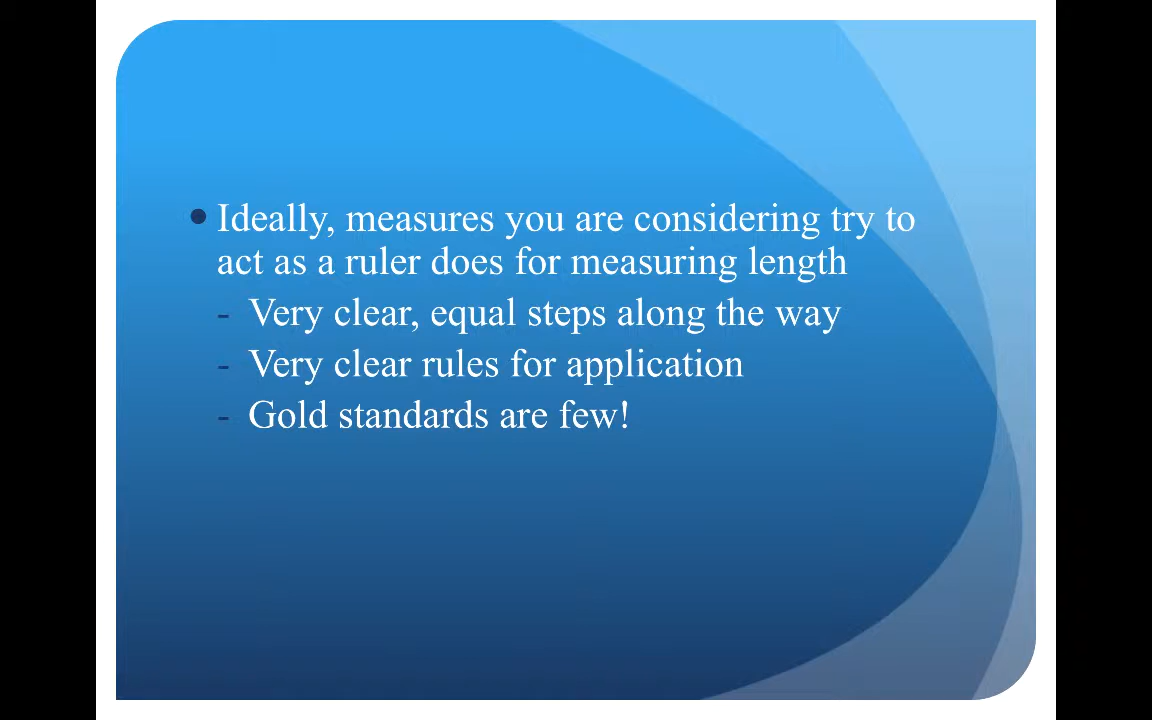 • Ideally, measures you are considering try to
act as a ruler does for measuring length
- Very clear, equal steps along the way
- Very clear rules for application
- Gold standards are few!